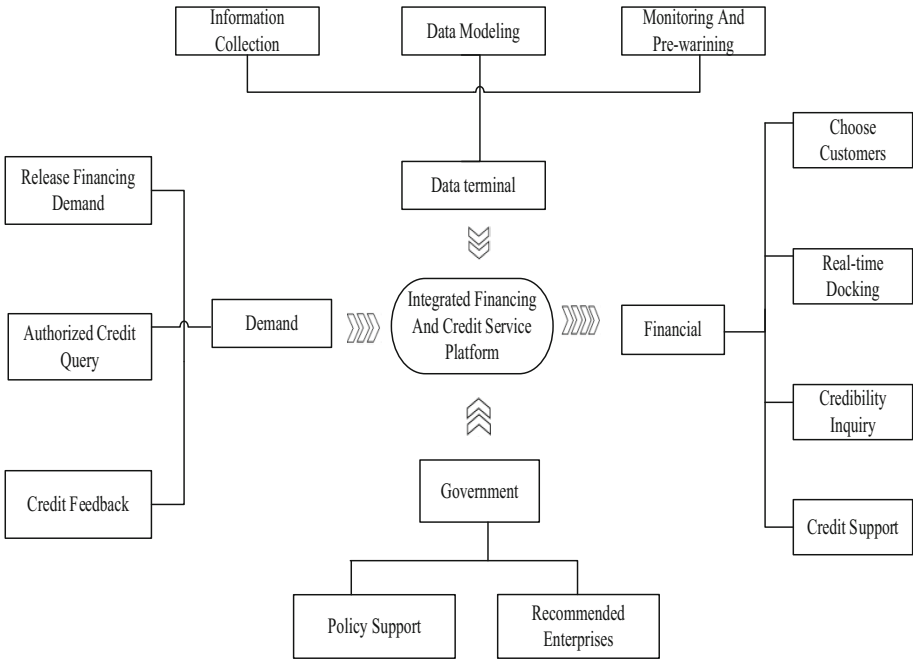 Information
Collection
Data Modeling
Monitoring And
Pre-warining
Choose
Customers
Release Financing
Demand
Data terminal
Real-time
Docking
Integrated Financing
And Credit Service
Platform
Demand
Financial
Authorized Credit
Query
Credibility
Inquiry
Government
Credit Feedback
Credit Support
Policy Support
Recommended
Enterprises